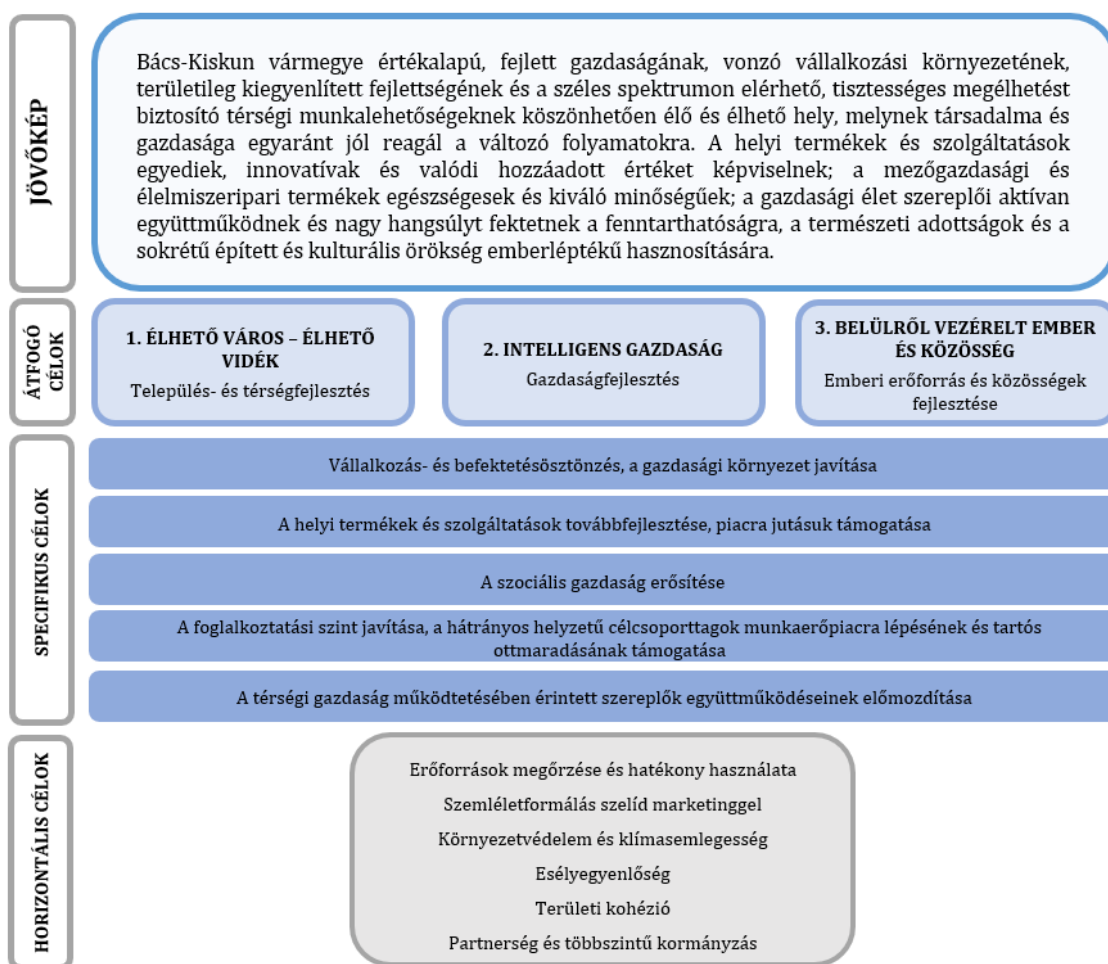 JÖVŐKÉP
Bács-Kiskun vármegye értékalapú, fejlett gazdaságának, vonzó vállalkozási környezetének,
területileg kiegyenlített fejlettségének és a széles spektrumon elérhető, tisztességes megélhetést
biztosító térségi munkalehetőségeknek köszönhetően élő és élhető hely, melynek társadalma és
gazdasága egyaránt jól reagál a változó folyamatokra. A helyi termékek és szolgáltatások
egyediek, innovatívak és valódi hozzáadott értéket képviselnek; a mezőgazdasági és
élelmiszeripari termékek egészségesek és kiváló minőségűek; a gazdasági élet szereplői aktívan
együttműködnek és nagy hangsúlyt fektetnek a fenntarthatóságra, a természeti adottságok és a
sokrétű épített és kulturális örökség emberléptékű hasznosítására.
ÁTFOGÓ
CÉLOK
1. ÉLHETŐ VÁROS – ÉLHETŐ
VIDÉK
Település- és térségfejlesztés
2. INTELLIGENS GAZDASÁG
Gazdaságfejlesztés
3. BELÜLRŐL VEZÉRELT EMBER
ÉS KÖZÖSSÉG
Emberi erőforrás és közösségek
fejlesztése
SPECIFIKUS CÉLOK
Vállalkozás- és befektetésösztönzés, a gazdasági környezet javítása
A helyi termékek és szolgáltatások továbbfejlesztése, piacra jutásuk támogatása
A szociális gazdaság erősítése
A foglalkoztatási szint javítása, a hátrányos helyzetű célcsoporttagok munkaerőpiacra lépésének és tartós
ottmaradásának támogatása
A térségi gazdaság működtetésében érintett szereplők együttműködéseinek előmozdítása
HORIZONTÁLIS CÉLOK
Erőforrások megőrzése és hatékony használata
Szemléletformálás szelíd marketinggel
Környezetvédelem és klímasemlegesség
Esélyegyenlőség
Területi kohézió
Partnerség és többszintű kormányzás